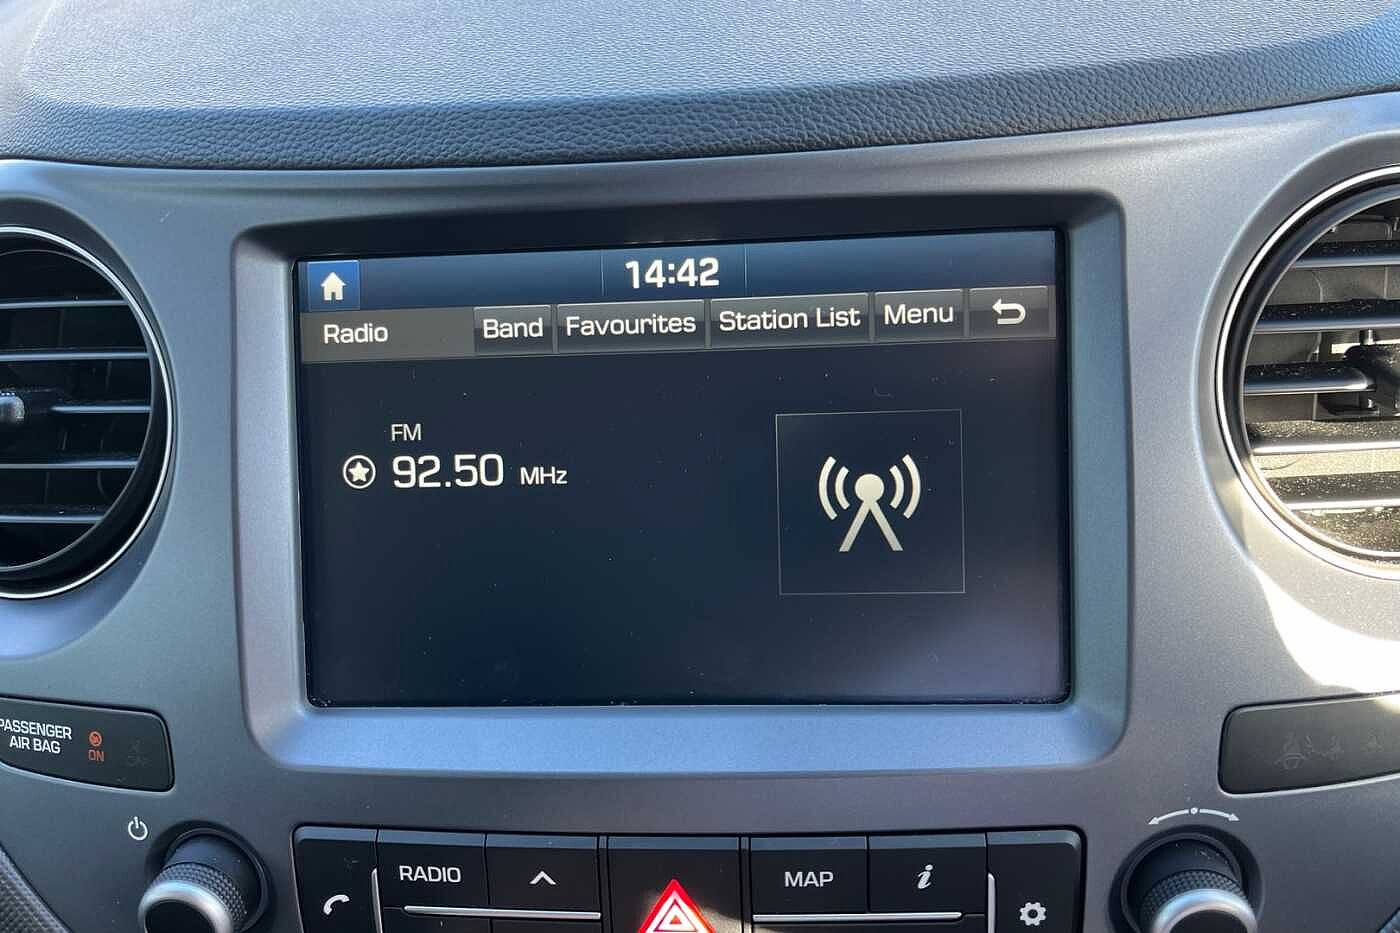 14:42
Radio
Band
Favourites
Station List
Menu
FM
92.50 MHz
PASSENGER
AIR BAG
ON
RADIO
MAP
i